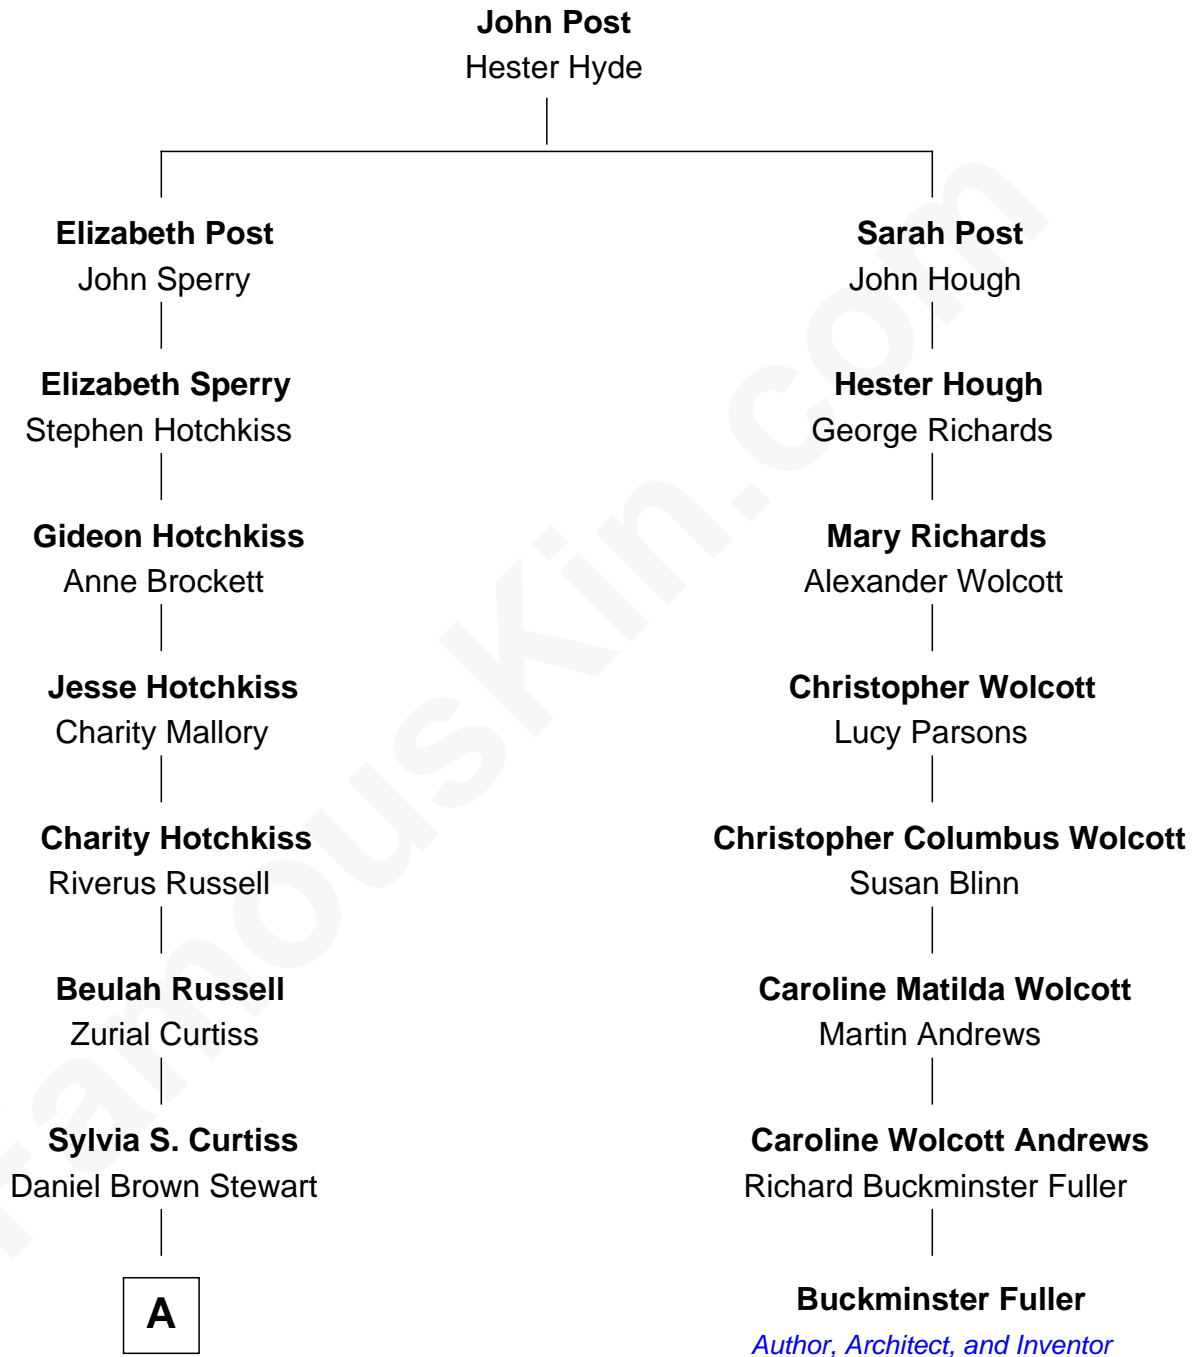 John Post
Hester Hyde
Elizabeth Post
John Sperry
Sarah Post
John Hough
Elizabeth Sperry
Stephen Hotchkiss
Hester Hough
George Richards
Gideon Hotchkiss
Anne Brockett
Mary Richards
Alexander Wolcott
Jesse Hotchkiss
Charity Mallory
Christopher Wolcott
Lucy Parsons
Charity Hotchkiss
Riverus Russell
Christopher Columbus Wolcott
Susan Blinn
Beulah Russell
Zurial Curtiss
Caroline Matilda Wolcott
Martin Andrews
Sylvia S. Curtiss
Daniel Brown Stewart
Caroline Wolcott Andrews
Richard Buckminster Fuller
A
Buckminster Fuller
Author, Architect, and Inventor
FamousKin.com